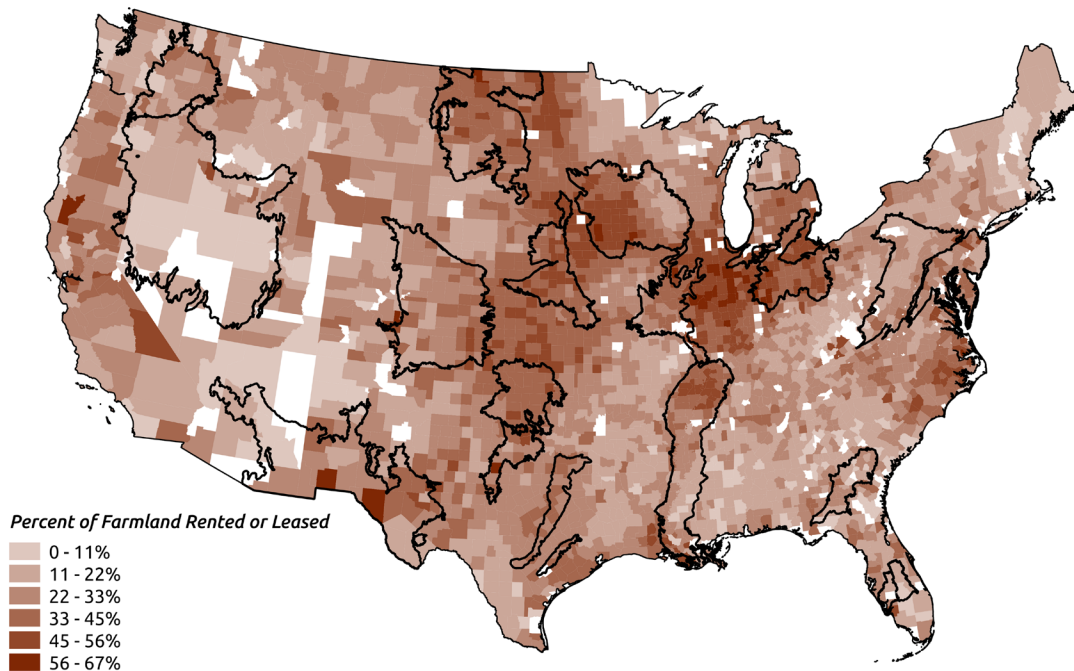 Percent of Farmland Rented or Leased
0 - 11%
11 - 22%
22 - 33%
33 - 45%
45 - 56%
56 - 67%